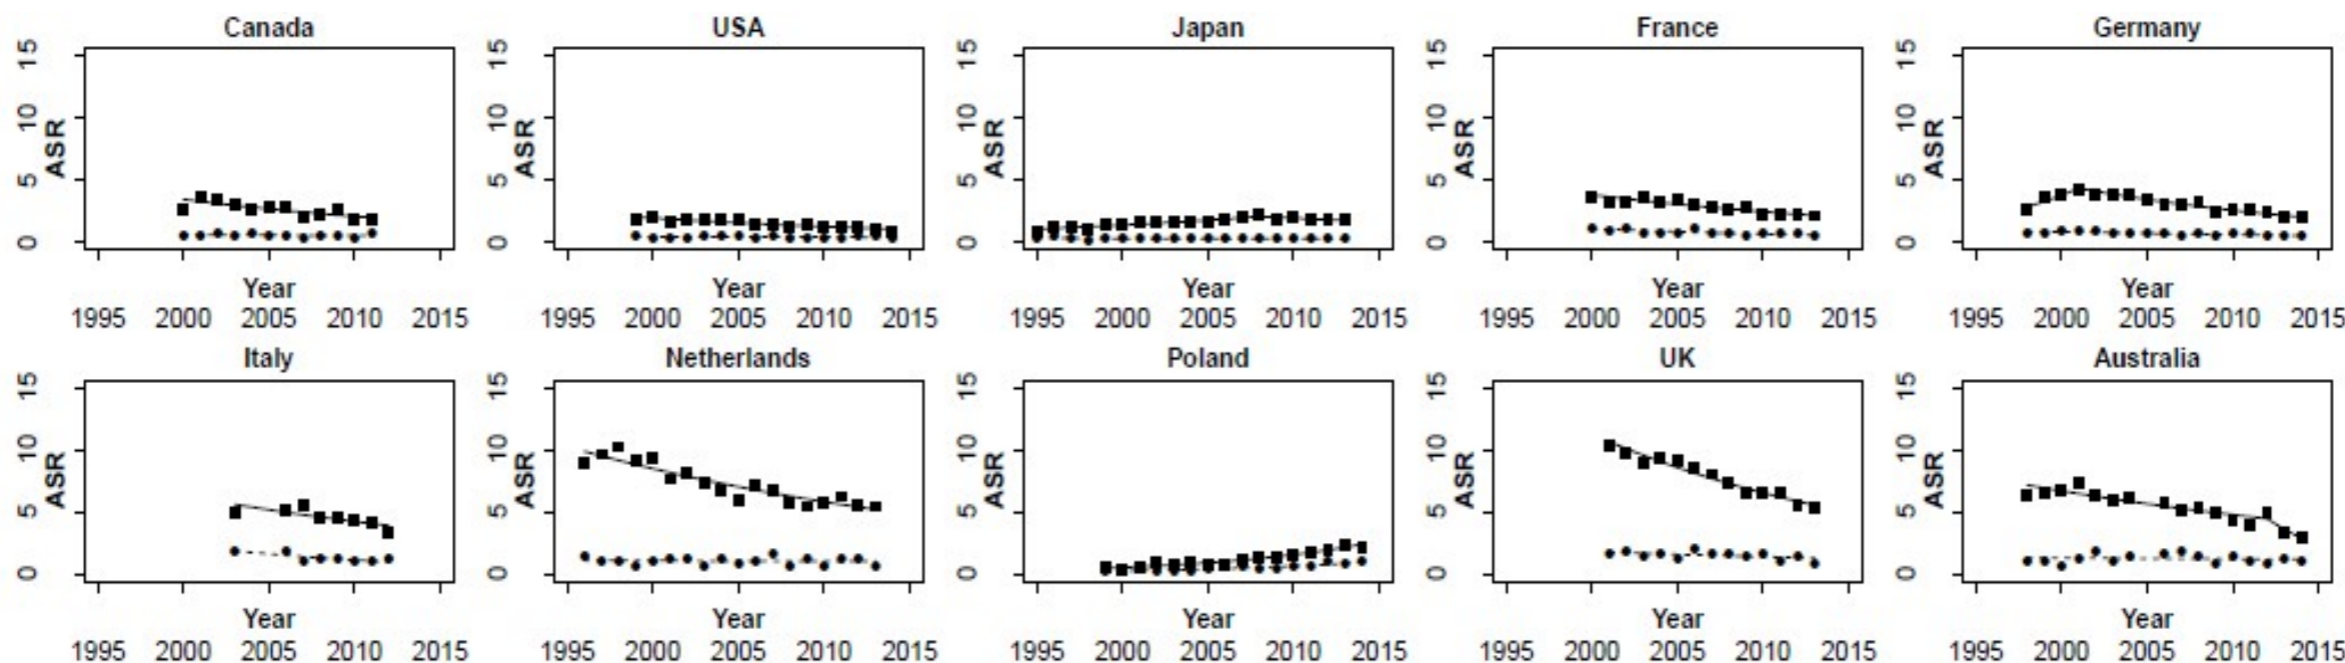 Canada USA Japan France Germany
15 15 15 15 15
10 10 10 10 10
ASR ASR ASR ASR ASR
5 5 5 5 5
0 0 0 0 0
Year Year Year Year Year
1995 2000 2005 2010 2015 1995 2000 2005 2010 2015 1995 2000 2005 2010 2015 1995 2000 2005 2010 2015 1995 2000 2005 2010 2015
Italy Netherlands Poland UK Australia
15 15 15 15 15
10 10 10 10 10
ASR ASR ASR ASR ASR
5 5 5 5 5
0 0 0 0 0
Year Year Year Year Year
1995 2000 2005 2010 2015 1995 2000 2005 2010 2015 1995 2000 2005 2010 2015 1995 2000 2005 2010 2015 1995 2000 2005 2010 2015